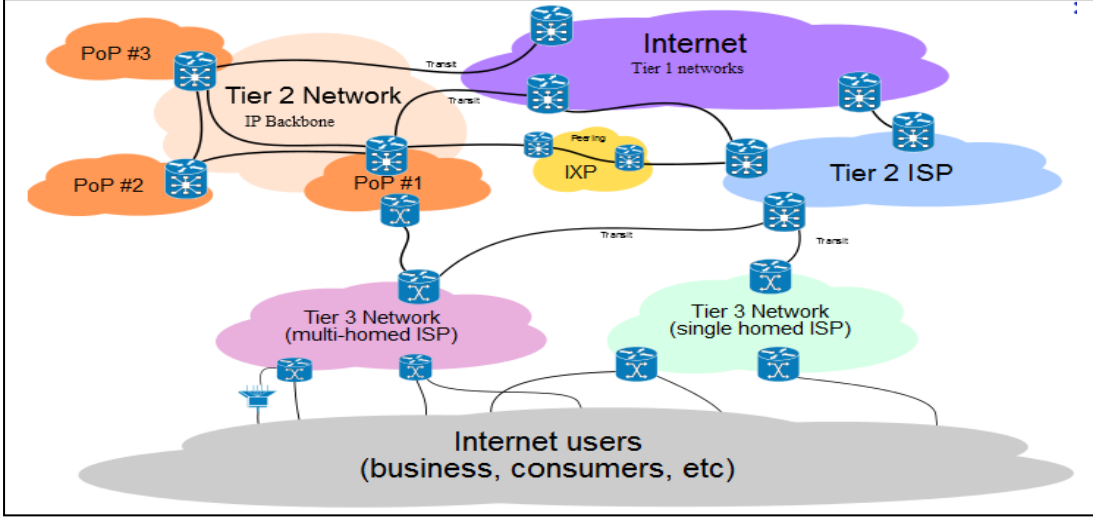 PoP #3
Internet
Tier 1 networks
Transit
Tier 2 Network
IP Backbone
Transit
Peering
IXP
Tier 2 ISP
PoP #2
PoP #1
Transit
Transit
Tier 3 Network
(multi-homed ISP)
Tier 3 Network
(single homed ISP)
Internet users
(business, consumers, etc)